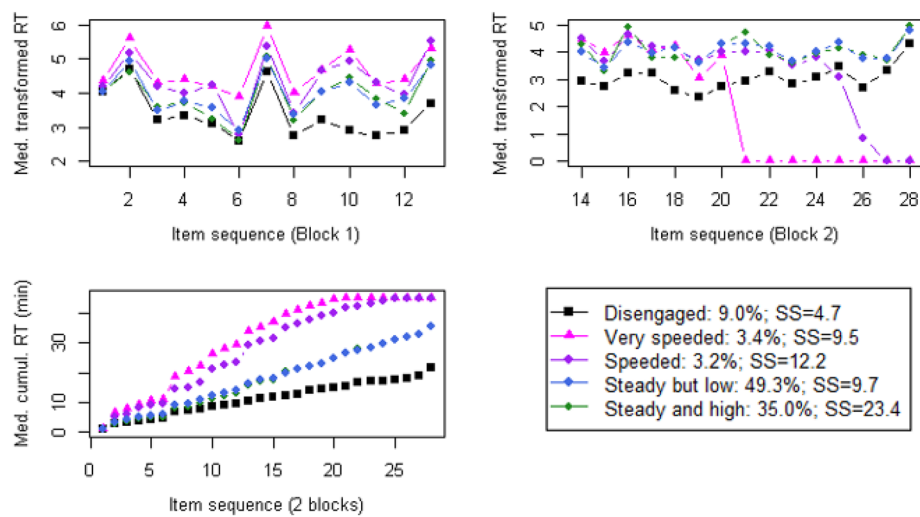 Med. transformed RT
6
5
4
3
2
2 4 6 8 10 12
Item sequence (Block 1)
Med. transformed RT
5
4
3
2
1
0
14 16 18 20 22 24 26 28
Item sequence (Block 2)
Med. cumul. RT (min)
30
10
0
0 5 10 15 20 25
Item sequence (2 blocks)
Disengaged: 9.0%; SS=4.7
Very speeded: 3.4%; SS=9.5
Speeded: 3.2%; SS=12.2
Steady but low: 49.3%; SS=9.7
Steady and high: 35.0%; SS=23.4